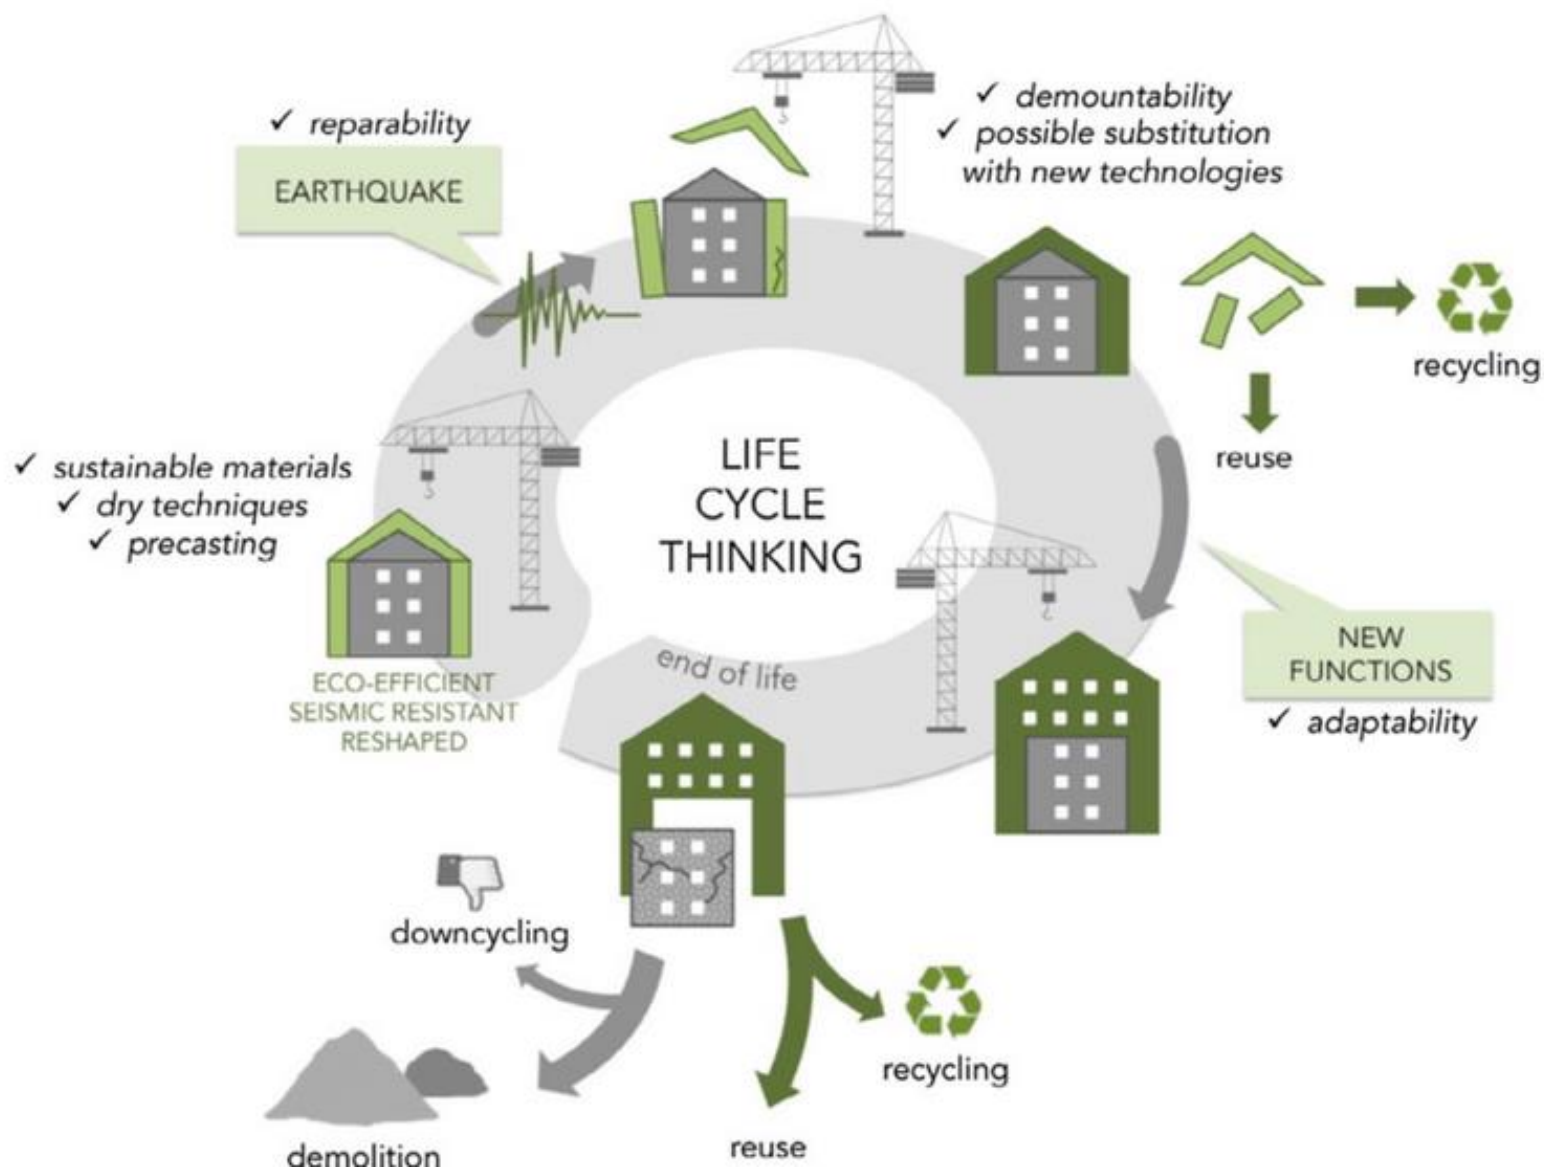 ✓ reparability
EARTHQUAKE
✓ demountability
✓ possible substitution
with new technologies
recycling
reuse
✓ sustainable materials
✓ dry techniques
✓ precasting
LIFE
CYCLE
THINKING
ECO-EFFICIENT
SEISMIC RESISTANT
RESHAPED
end of life
NEW
FUNCTIONS
✓ adaptability
downcycling
demolition
reuse
recycling